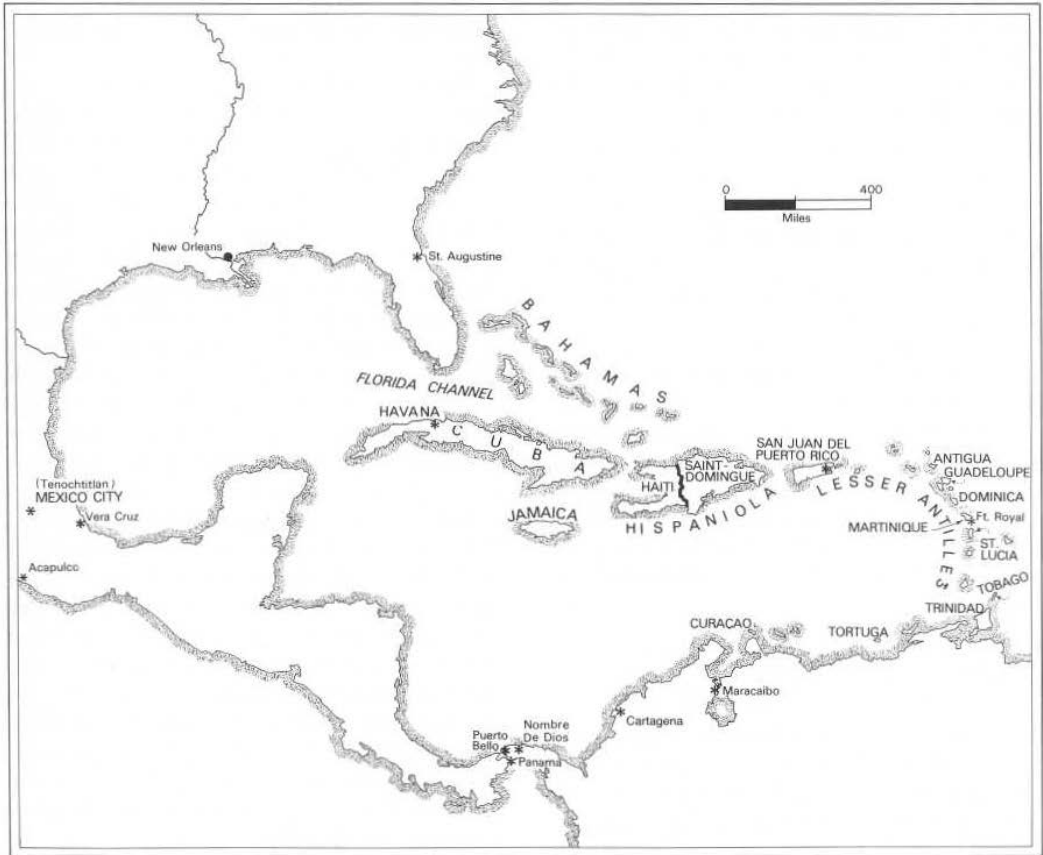 0 400
Miles
New Orleans
St. Augustine
BAHAMAS
FLORIDA CHANNEL
HAVANA
CUBA
SAN JUAN DEL
PUERTO RICO
ANTIGUA
GUADELOUPE
SAINT-
DOMINGUE
HAITI
LESSER ANTILLES
DOMINICA
(Tenochtitlan)
MEXICO CITY
Vera Cruz
JAMAICA
HISPANIOLA
Ft. Royal
MARTINIQUE
ST.
LUCIA
Acapulco
TOBAGO
TRINIDAD
CURAÇAO
TORTUGA
Maracaibo
Cartagena
Nombre
De Dios
Puerto
Bello
Panama